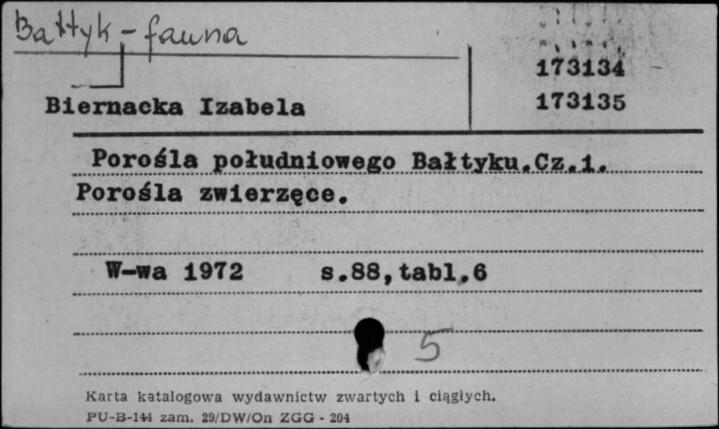 Bałtyk - fauna
173134
Biernacka Izabela 173135
Porośla południowego Bałtyku.Cz.1.
Porośla zwierzęce.
W-wa 1972 s.88,tabl.6
5
Karta katalogowa wydawnictw zwartych i ciągłych.
PU-B-144 zam. 29/DW/On ZGG - 204